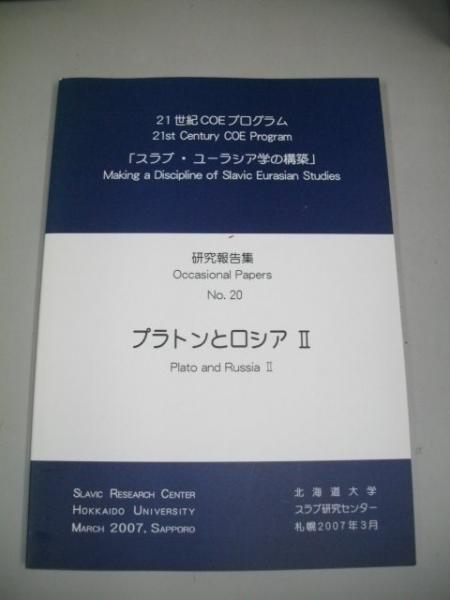 21世紀COEプログラム
21st Century COE Program
「スラブ・ユーラシア学の構築」
Making a Discipline of Slavic Eurasian Studies
研究報告集
Occasional Papers
No. 20
プラトンとロシア Ⅱ
Plato and Russia Ⅱ
SLAVIC RESEARCH CENTER
HOKKAIDO UNIVERSITY
MARCH 2007, SAPPORO
北海道大学
スラブ研究センター
札幌2007年3月